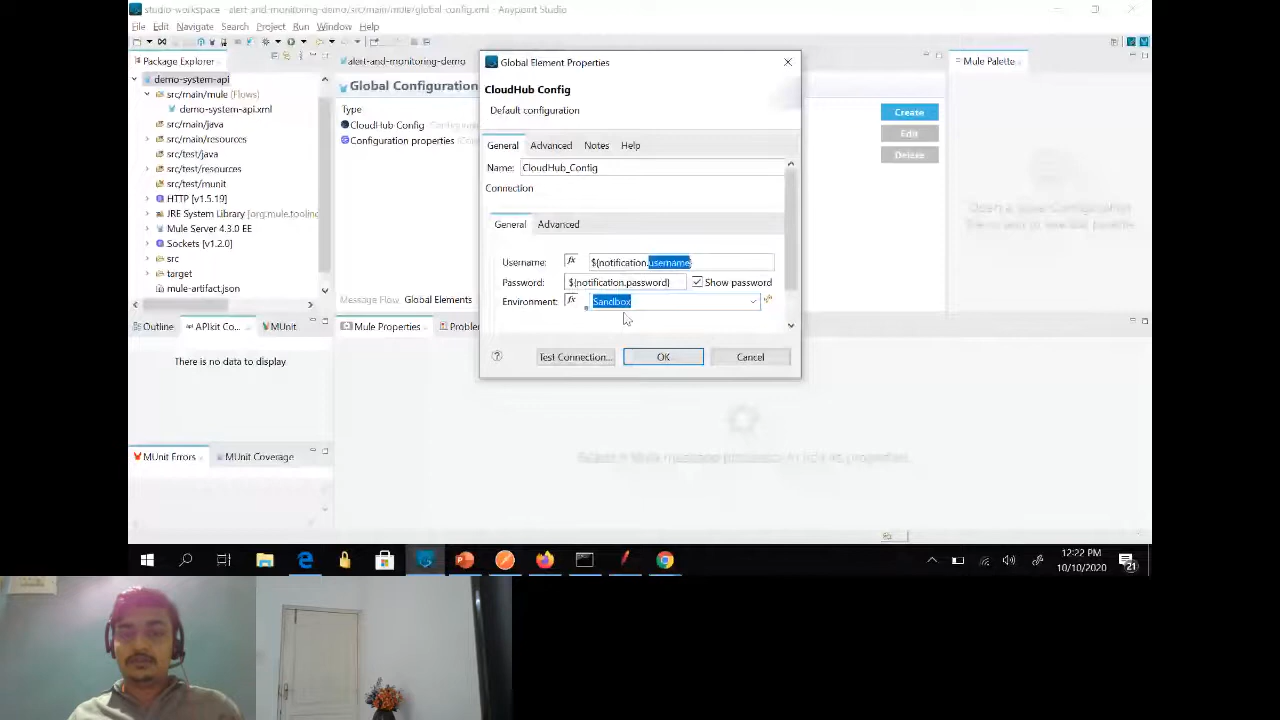 studio-workspace - alert-and-monitoring-demo/src/main/mule/global-config.xml - Anypoint Studio
File Edit Navigate Search Project Run Window Help
Package Explorer
demo-system-api
src/main/mule (Flows)
demo-system-api.xml
src/main/java
src/main/resources
src/test/java
src/test/resources
src/test/munit
HTTP [v1.5.19]
JRE System Library [org.mule.toolin
Mule Server 4.3.0 EE
Sockets [v1.2.0]
src
target
mule-artifact.json
alert-and-monitoring-demo
Global Configuration
Type
CloudHub Config
Configuration properties
Message Flow Global Elements
Create
Edit
Delete
Mule Palette
Global Element Properties
CloudHub Config
Default configuration
General Advanced Notes Help
Name: CloudHub_Config
Connection
General Advanced
Username: ${notification.username}
Password: ${notification.password} Show password
Environment: Sandbox
Test Connection... OK Cancel
Outline APIkit Co... MUnit
There is no data to display
Mule Properties Problem
MUnit Errors MUnit Coverage
12:22 PM
10/10/2020
21